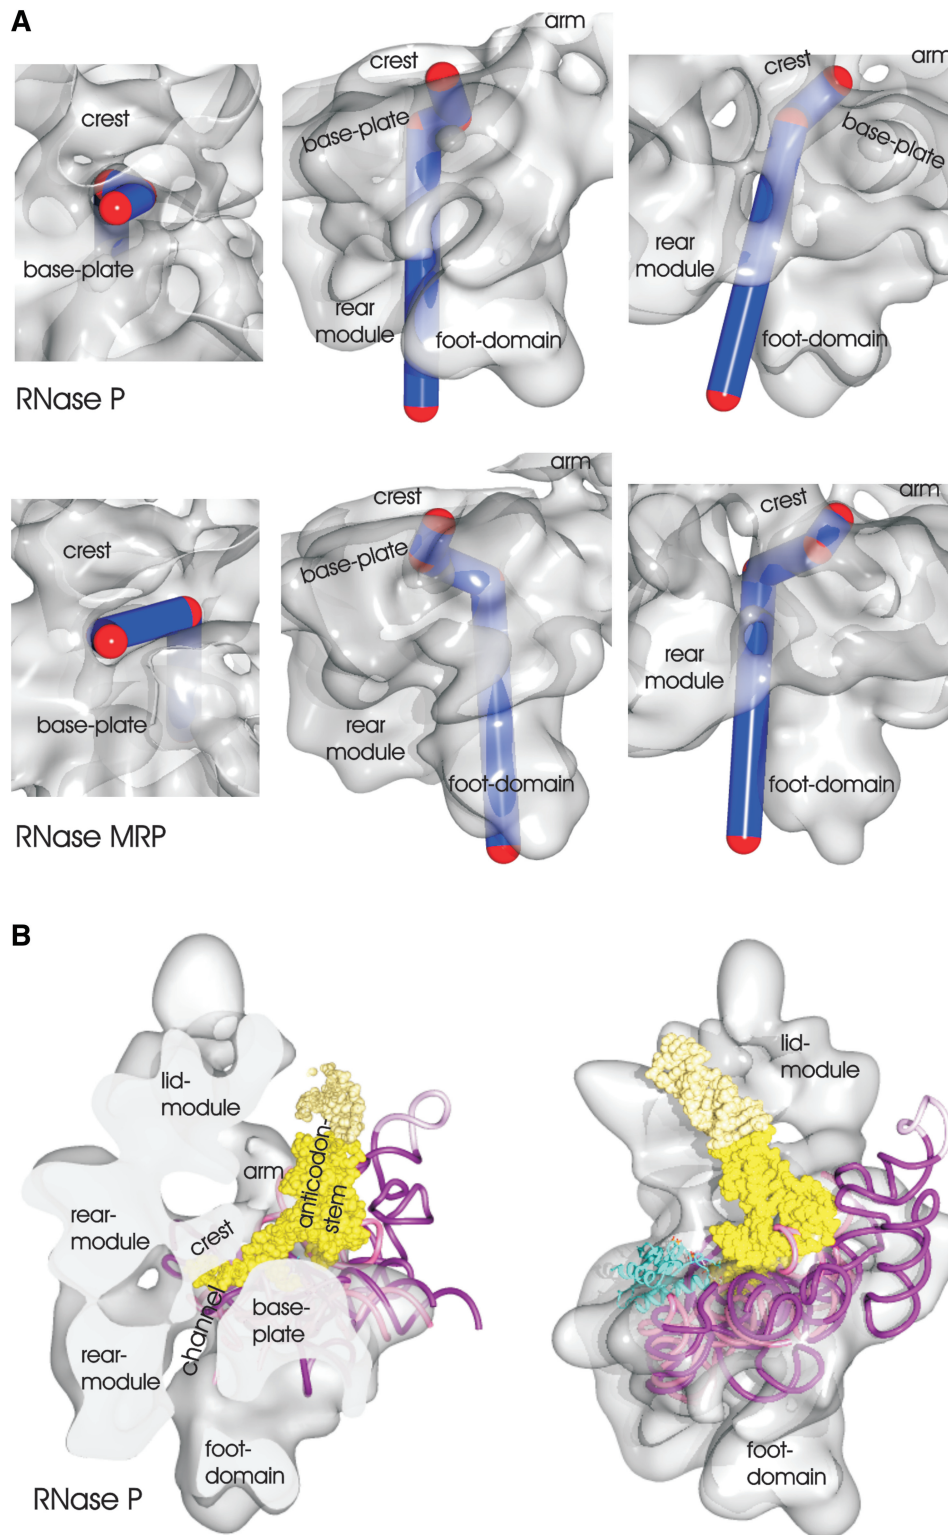 A
crest
base-plate
RNase P
arm
crest
base-plate
rear
module
foot-domain
crest
arm
base-plate
rear
module
foot-domain
crest
base-plate
RNase MRP
arm
crest
base-plate
rear
module
foot-domain
crest
arm
rear
module
foot-domain
B
lid-
module
arm
anticodon-
stem
rear-
module
crest
channel
base-
plate
rear-
module
foot-
domain
RNase P
lid-
module
foot-
domain